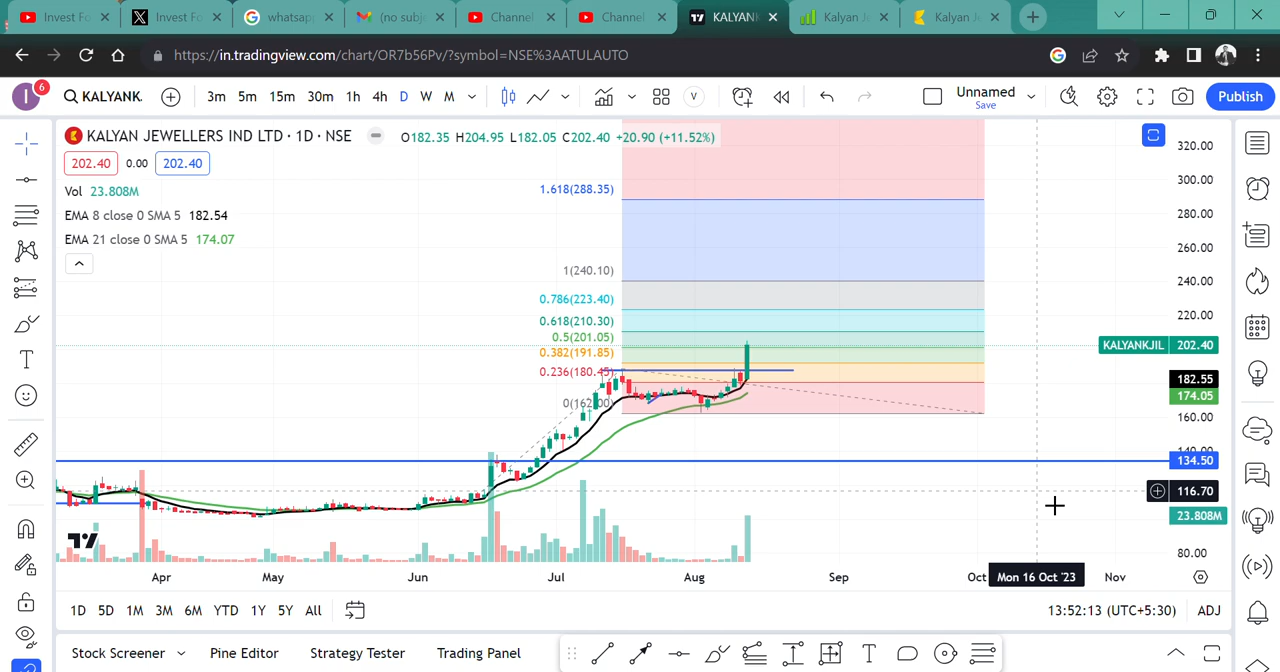 Invest Fo
Invest Fo
whatsap
(no subj
Channel
Channel
KALYANK
Kalyan J
Kalyan J
https://in.tradingview.com/chart/OR7b56Pv/?symbol=NSE%3AATULAUTO
I 6
KALYANK.
3m 5m 15m 30m 1h 4h D W M
V
Unnamed
Save
Publish
KALYAN JEWELLERS IND LTD · 1D · NSE
O182.35 H204.95 L182.05 C202.40 +20.90 (+11.52%)
202.40 0.00 202.40
Vol 23.808M
EMA 8 close 0 SMA 5 182.54
EMA 21 close 0 SMA 5 174.07
1.618(288.35)
1(240.10)
0.786(223.40)
0.618(210.30)
0.5(201.05)
0.382(191.85)
0.236(180.45)
0(162.00)
320.00
300.00
280.00
260.00
240.00
220.00
KALYANKJIL 202.40
182.55
174.05
160.00
140.00
134.50
116.70
23.808M
80.00
Apr May Jun Jul Aug Sep Oct Mon 16 Oct '23 Nov
1D 5D 1M 3M 6M YTD 1Y 5Y All
13:52:13 (UTC+5:30) ADJ
Stock Screener Pine Editor Strategy Tester Trading Panel